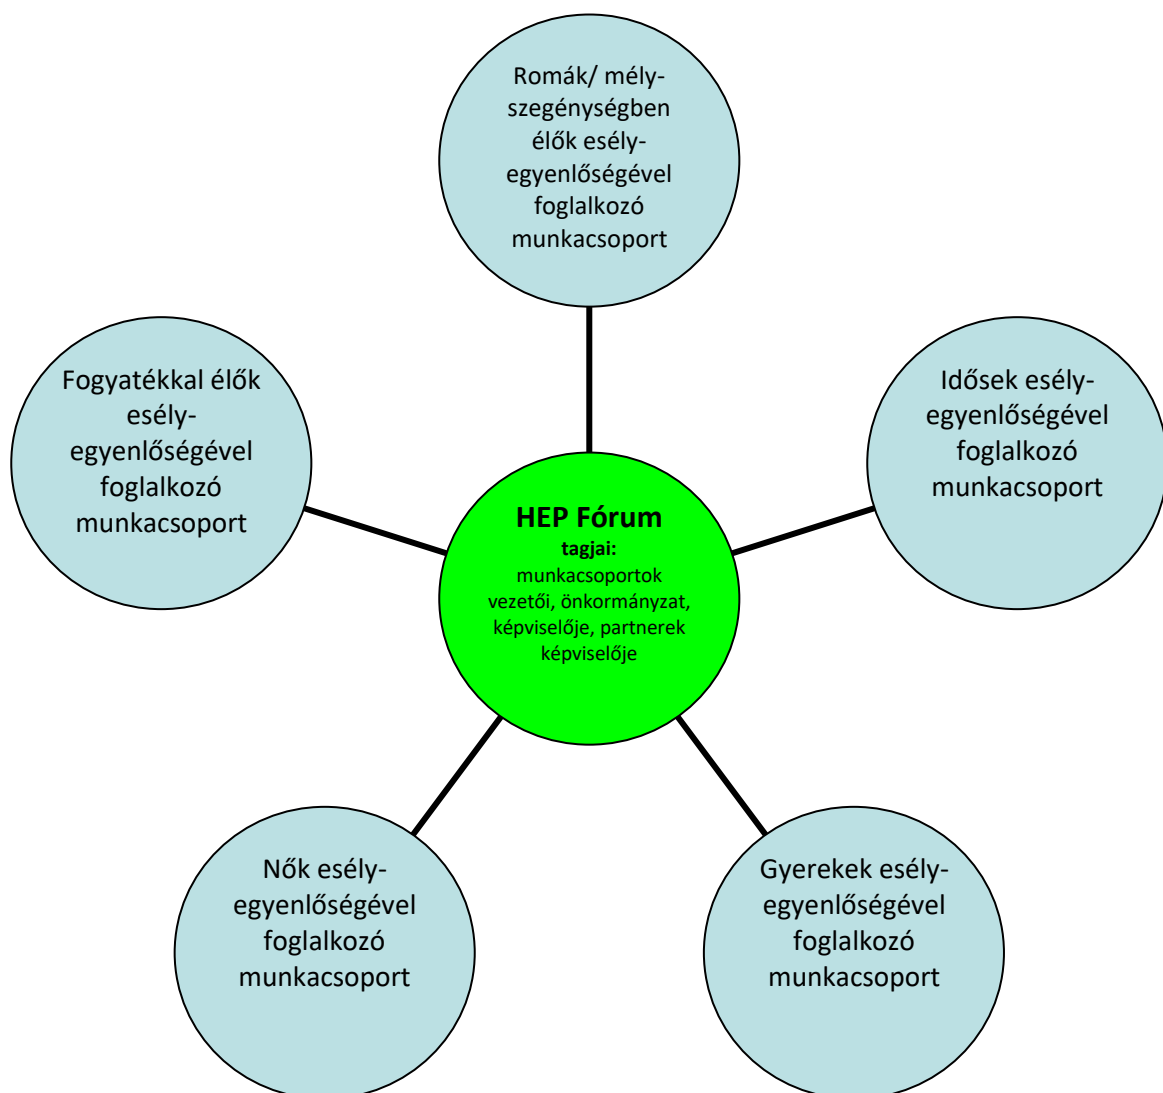 Romák/ mély-
szegénységben
élők esély-
egyenlőségével
foglalkozó
munkacsoport
Fogyatékkal élők
esély-
egyenlőségével
foglalkozó
munkacsoport
Idősek esély-
egyenlőségével
foglalkozó
munkacsoport
HEP Fórum
tagjai:
munkacsoportok
vezetői, önkormányzat,
képviselője, partnerek
képviselője
Nők esély-
egyenlőségével
foglalkozó
munkacsoport
Gyerekek esély-
egyenlőségével
foglalkozó
munkacsoport